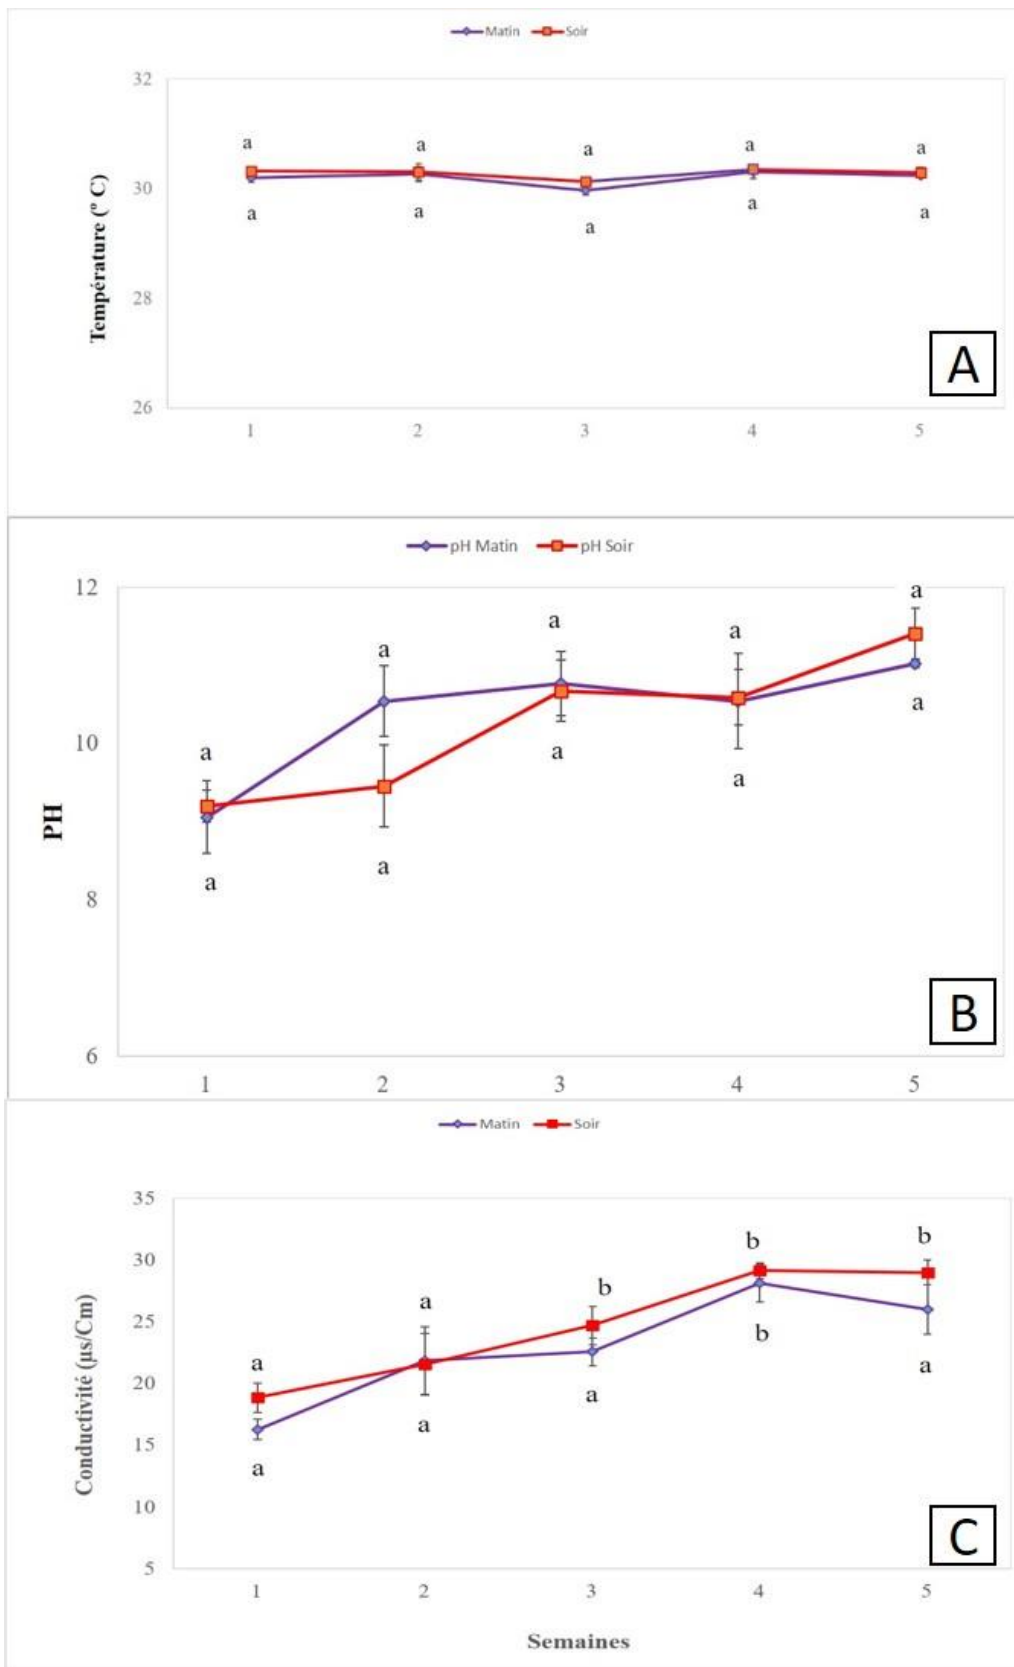 Matin Soir
32
a a a a a
30
a a a a a
28
26
Température (° C)
A
1 2 3 4 5
pH Matin pH Soir
12
a a a a a
10
a a a a a
8
6
PH
B
1 2 3 4 5
Matin Soir
35
30
25
20
15
10
5
a a b b b
a a a b a
Conductivité (µs/Cm)
C
1 2 3 4 5
Semaines